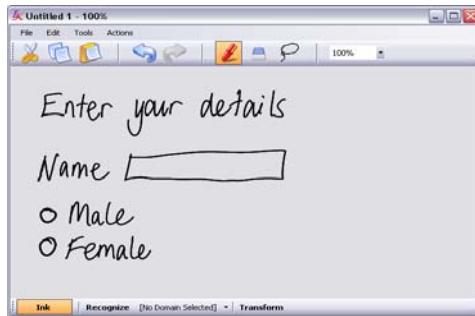 Untitled 1 - 100%
File Edit Tools Actions
100%
Enter your details
Name
Male
Female
Ink Recognize [No Domain Selected] Transform